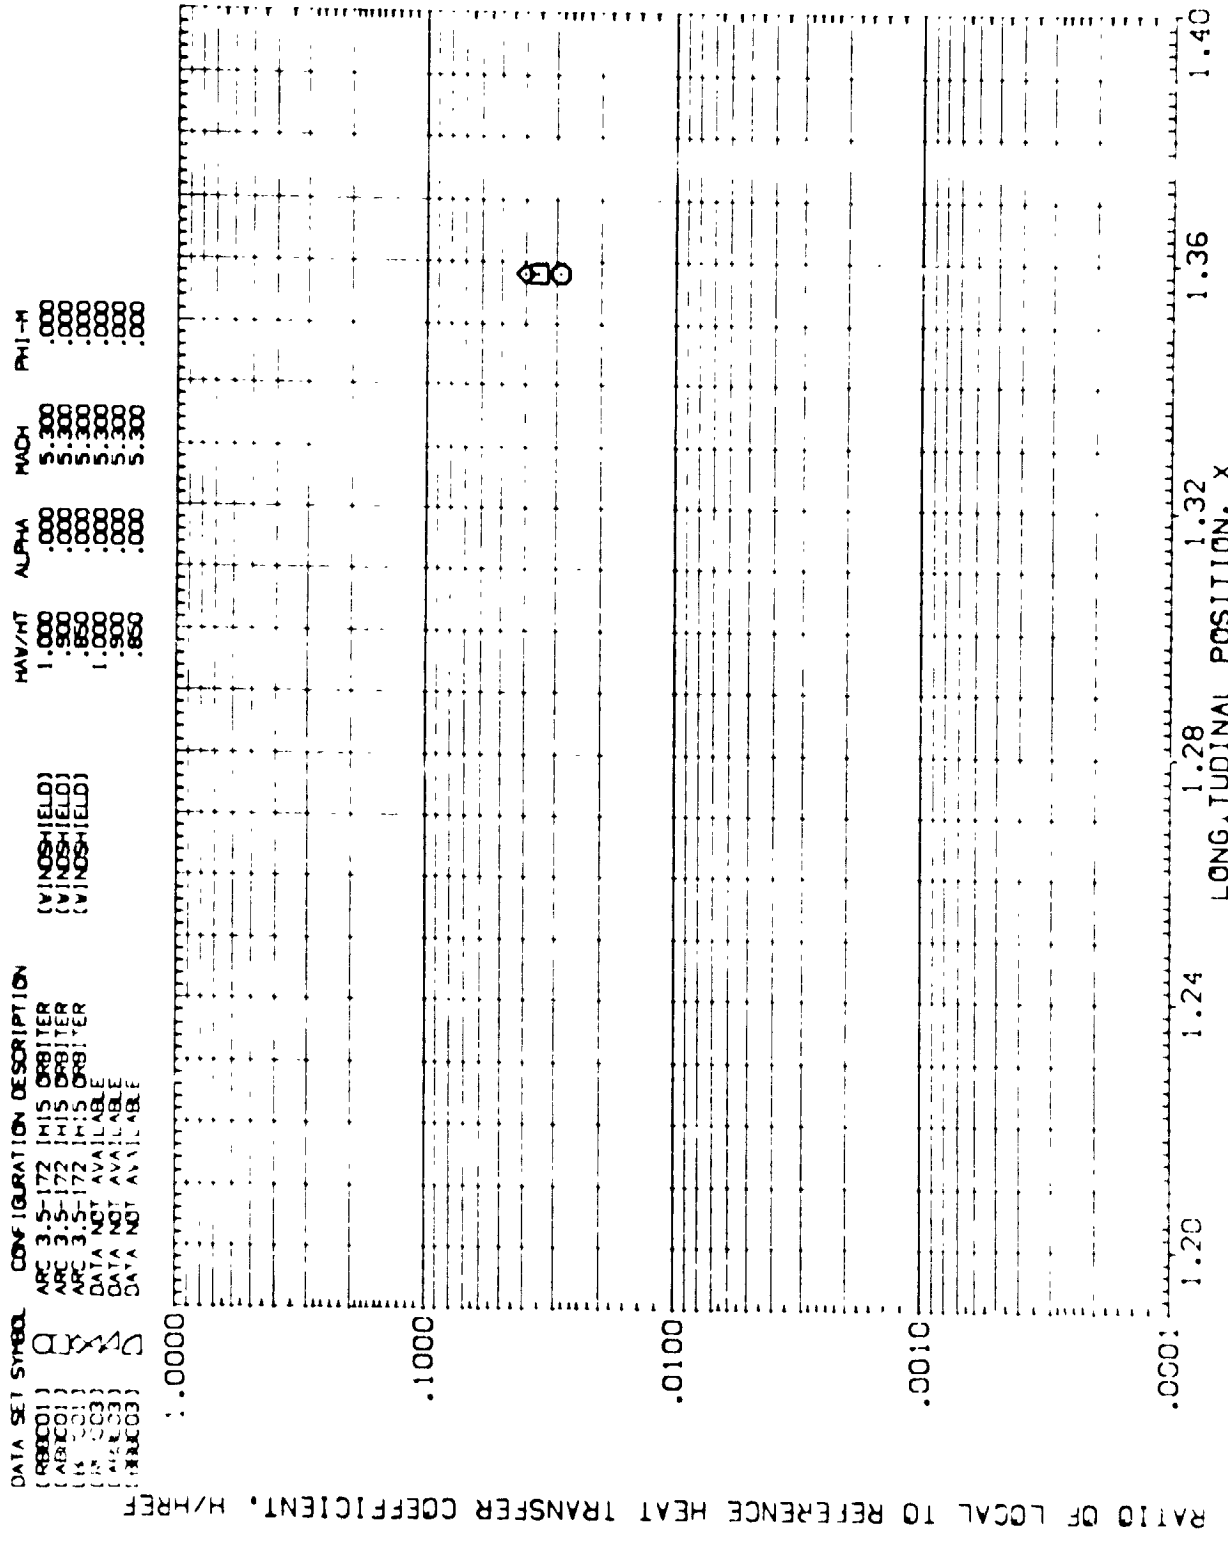 DATA SET SYMBOL CONFIGURATION DESCRIPTION HAW/HT ALPHA MACH PHI-M
ARC 3.5-172 IH15 ORBITER (WINDSHIELD) 1.000 .000 5.300 .000
ARC 3.5-172 IH15 ORBITER (WINDSHIELD) .900 .000 5.300 .000
ARC 3.5-172 IH15 ORBITER (WINDSHIELD) .850 .000 5.300 .000
DATA NOT AVAILABLE 1.000 .000 5.300 .000
DATA NOT AVAILABLE .900 .000 5.300 .000
DATA NOT AVAILABLE .850 .000 5.300 .000
RATIO OF LOCAL TO REFERENCE HEAT TRANSFER COEFFICIENT, H/HREF
1.0000
.1000
.0100
.0010
.0001
1.20 1.24 1.28 1.32 1.36 1.40
LONGITUDINAL POSITION, X